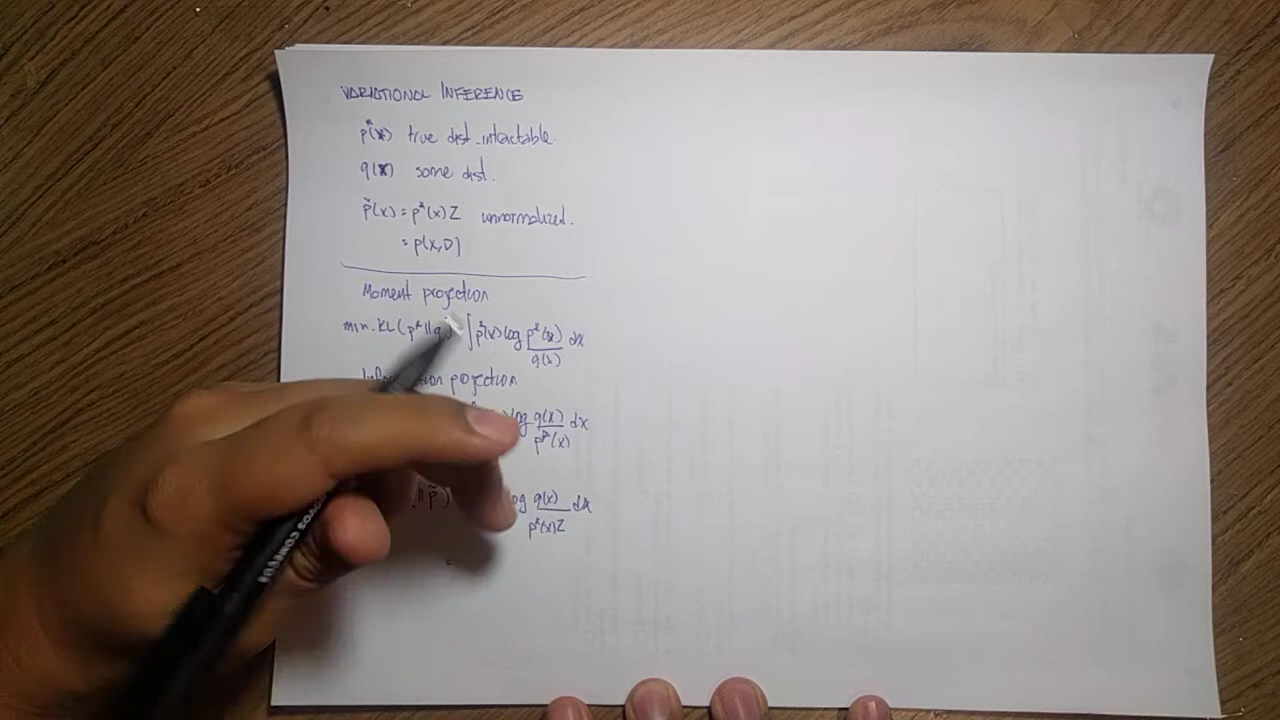 VARIATIONAL INFERENCE
p*(x) true dist. intractable.
q(x) some dist.
p̃(x) = p*(x)Z unnormalized.
= p(x,D)
Moment projection
min. KL(p*||q) ∫p*(x) log p*(x)/q(x) dx
projection
log q(x)/p*(x) dx
|| p̃) log q(x)/p*(x)Z dx
=